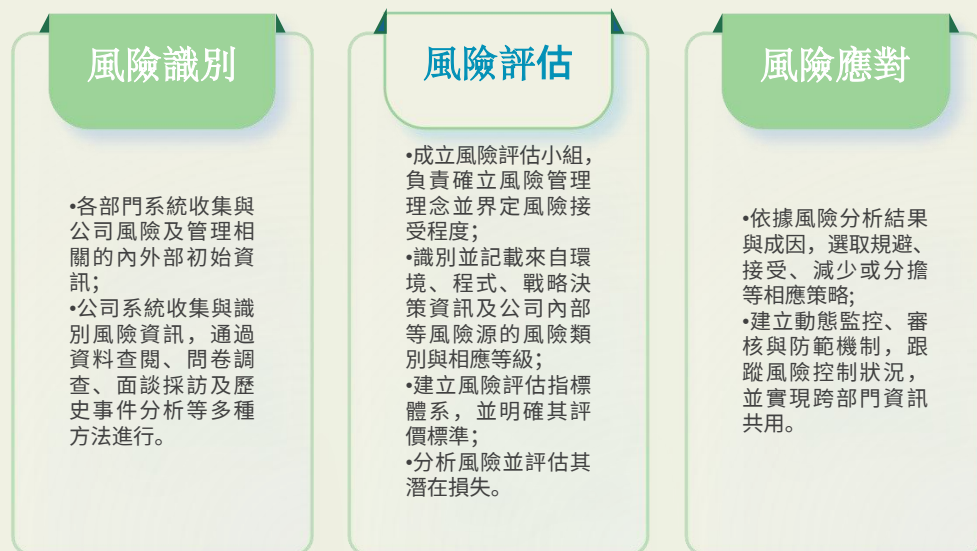 風險識別
•各部門系統收集與
公司風險及管理相
關的內外部初始資
訊；
•公司系統收集與識
別風險資訊，通過
資料查閱、問卷調
查、面談採訪及歷
史事件分析等多種
方法進行。
風險評估
•成立風險評估小組，
負責確立風險管理
理念並界定風險接
受程度；
•識別並記載來自環
境、程式、戰略決
策資訊及公司內部
等風險源的風險類
別與相應等級；
•建立風險評估指標
體系，並明確其評
價標準；
•分析風險並評估其
潛在損失。
風險應對
•依據風險分析結果
與成因，選取規避、
接受、減少或分擔
等相應策略;
•建立動態監控、審
核與防範機制，跟
蹤風險控制狀況，
並實現跨部門資訊
共用。